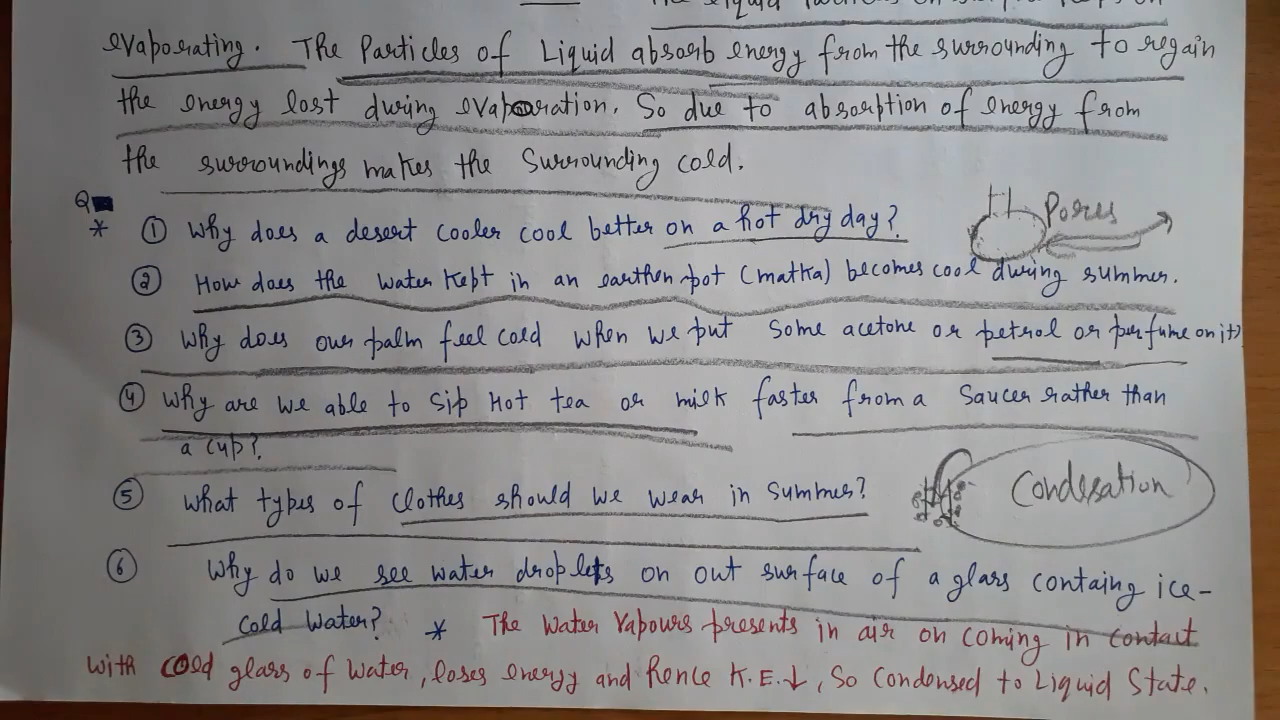 the liquid
evaporating. The Particles of Liquid absorb energy from the surrounding to regain
the energy lost during evaporation. So due to absorption of energy from
the surroundings makes the Surrounding cold.
Q
* ① Why does a desert cooler cool better on a hot dry day?
Pores
② How does the water kept in an earthen pot (matka) becomes cool during summer.
③ Why does our palm feel cold when we put some acetone or petrol or perfume on it?
④ Why are we able to sip Hot tea or milk faster from a saucer rather than
a cup?
⑤ what types of clothes should we wear in summer?
Condesation
⑥ Why do we see water droplets on out surface of a glass containg ice-
cold water? * The water vapours presents in air on coming in contact
with cold glass of water, loses energy and hence K.E.↓, So condensed to Liquid State.